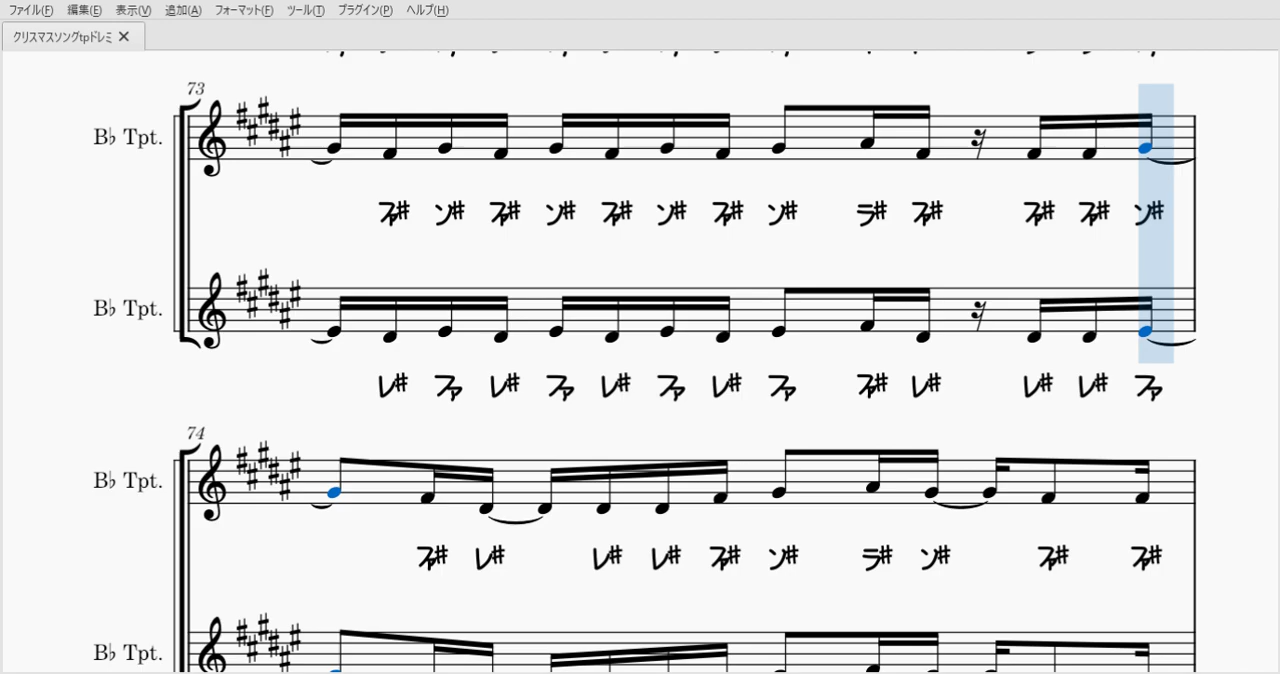 ファイル(F) 編集(E) 表示(V) 追加(A) フォーマット(F) ツール(T) プラグイン(P) ヘルプ(H)
クリスマスソングtpドレミ ✕
73
B♭ Tpt.
ファ# ソ# ファ# ソ# ファ# ソ# ファ# ソ# ラ# ファ# ファ# ファ# ソ#
B♭ Tpt.
レ# ファ レ# ファ レ# ファ レ# ファ ファ# レ# レ# レ# ファ
74
B♭ Tpt.
ファ# レ# レ# レ# ファ# ソ# ラ# ソ# ファ# ファ#
B♭ Tpt.